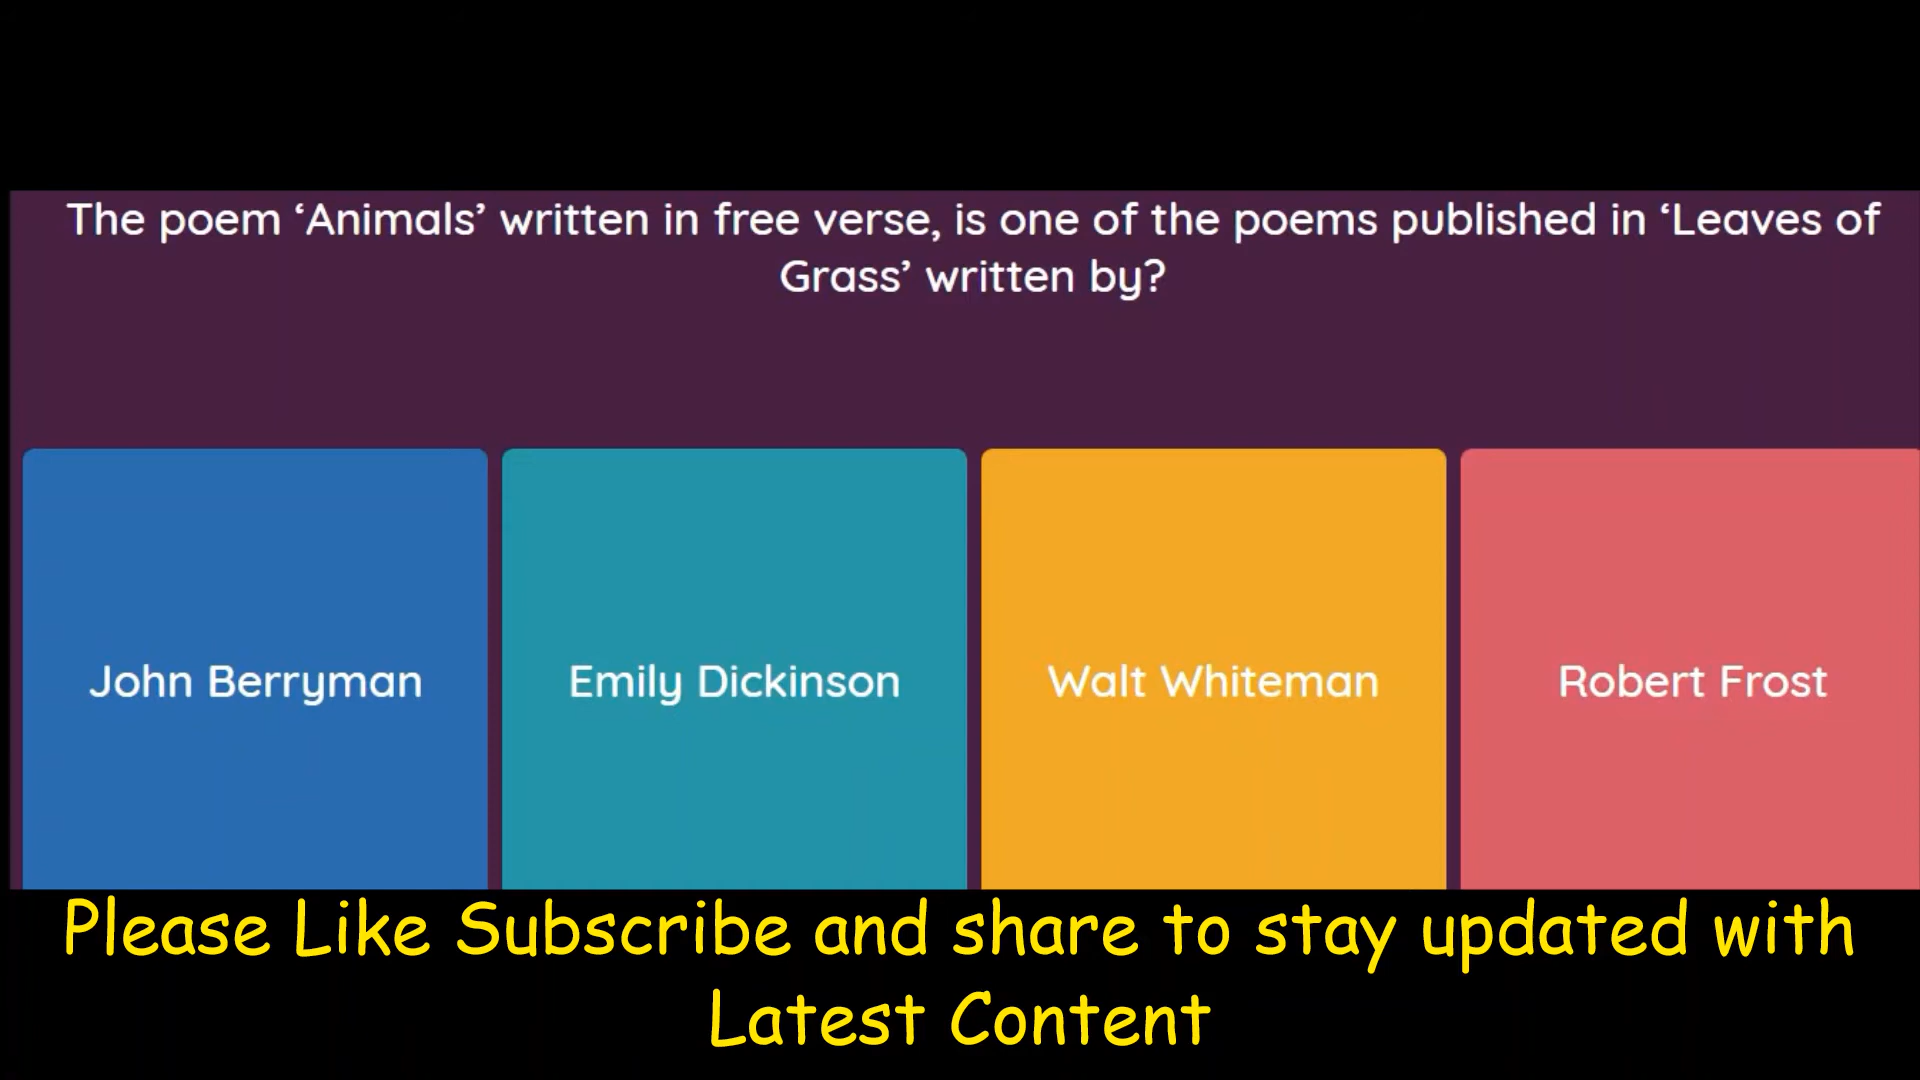 The poem ‘Animals’ written in free verse, is one of the poems published in ‘Leaves of
Grass’ written by?
John Berryman
Emily Dickinson
Walt Whiteman
Robert Frost
Please Like Subscribe and share to stay updated with
Latest Content